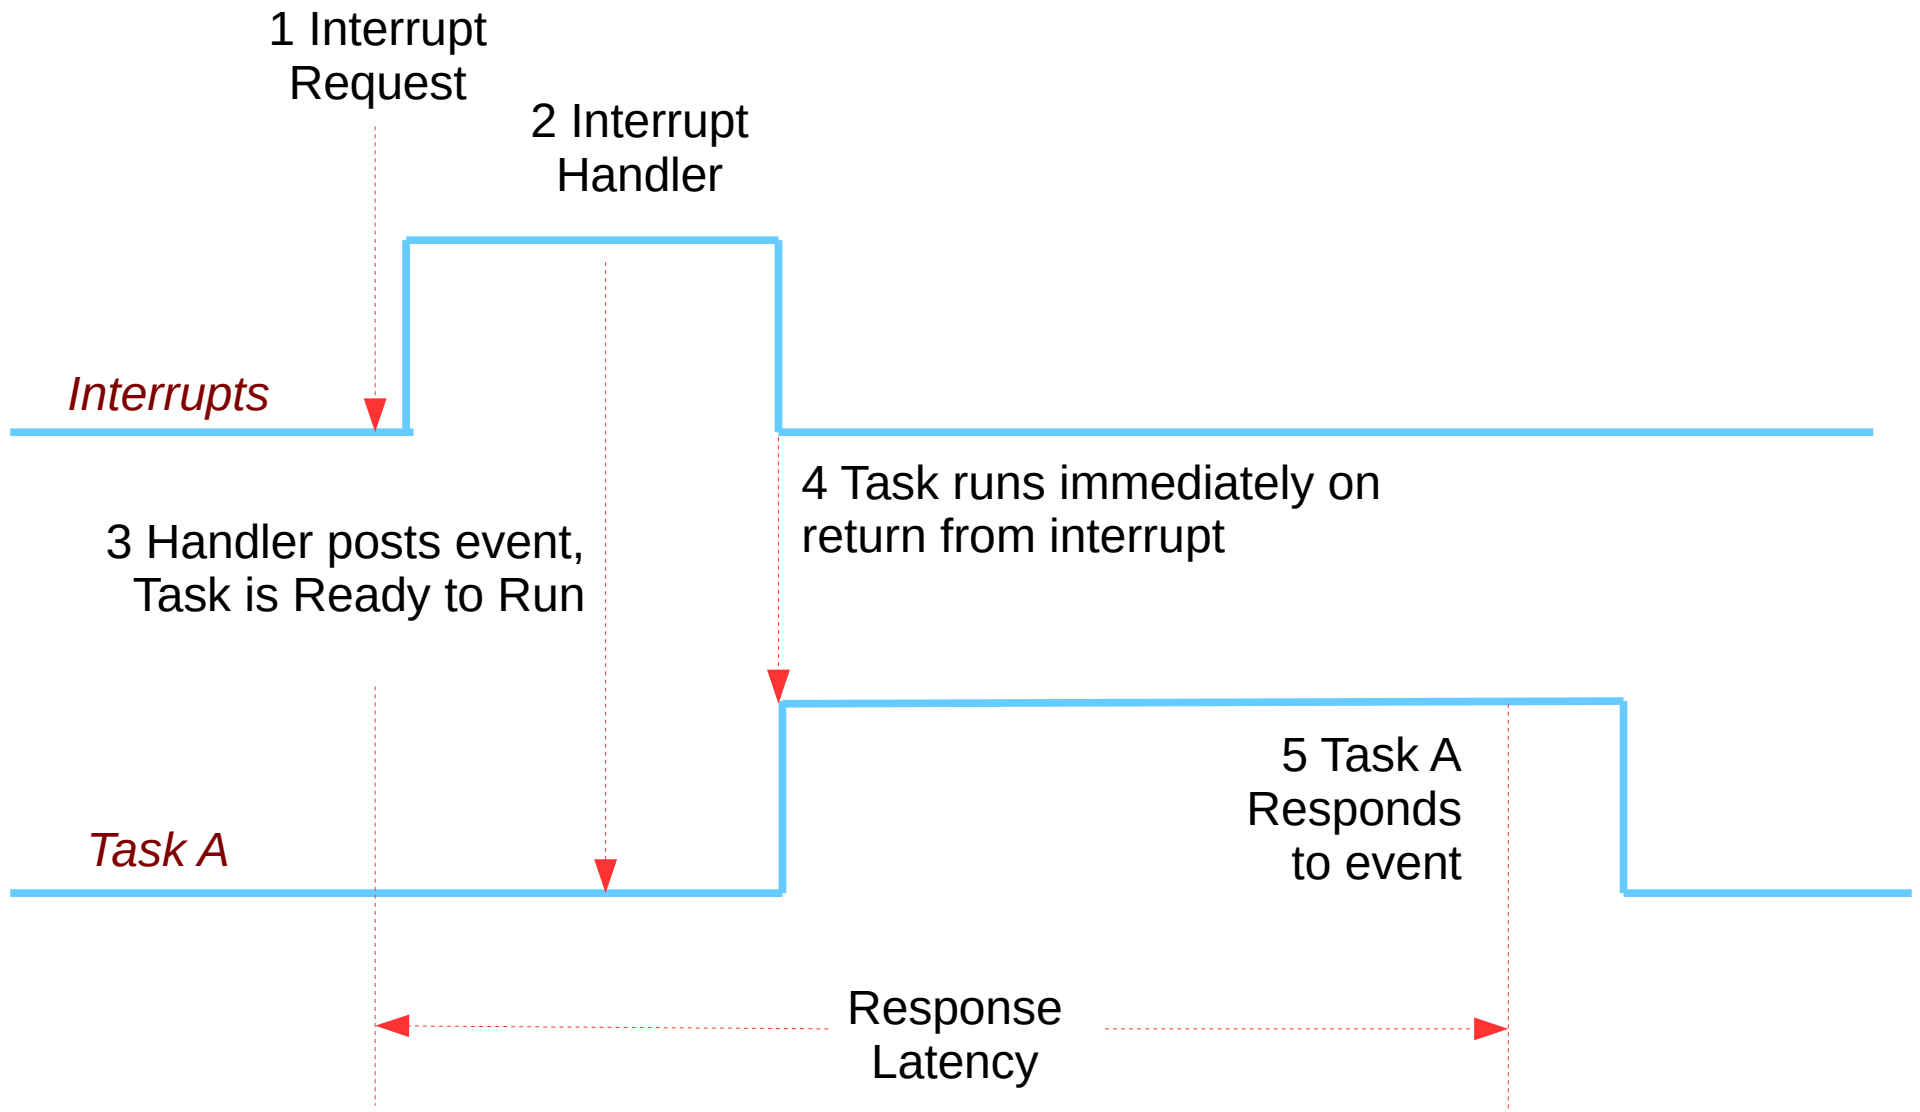 1 Interrupt
Request
2 Interrupt
Handler
Interrupts
4 Task runs immediately on
return from interrupt
3 Handler posts event,
Task is Ready to Run
5 Task A
Responds
to event
Task A
Response
Latency